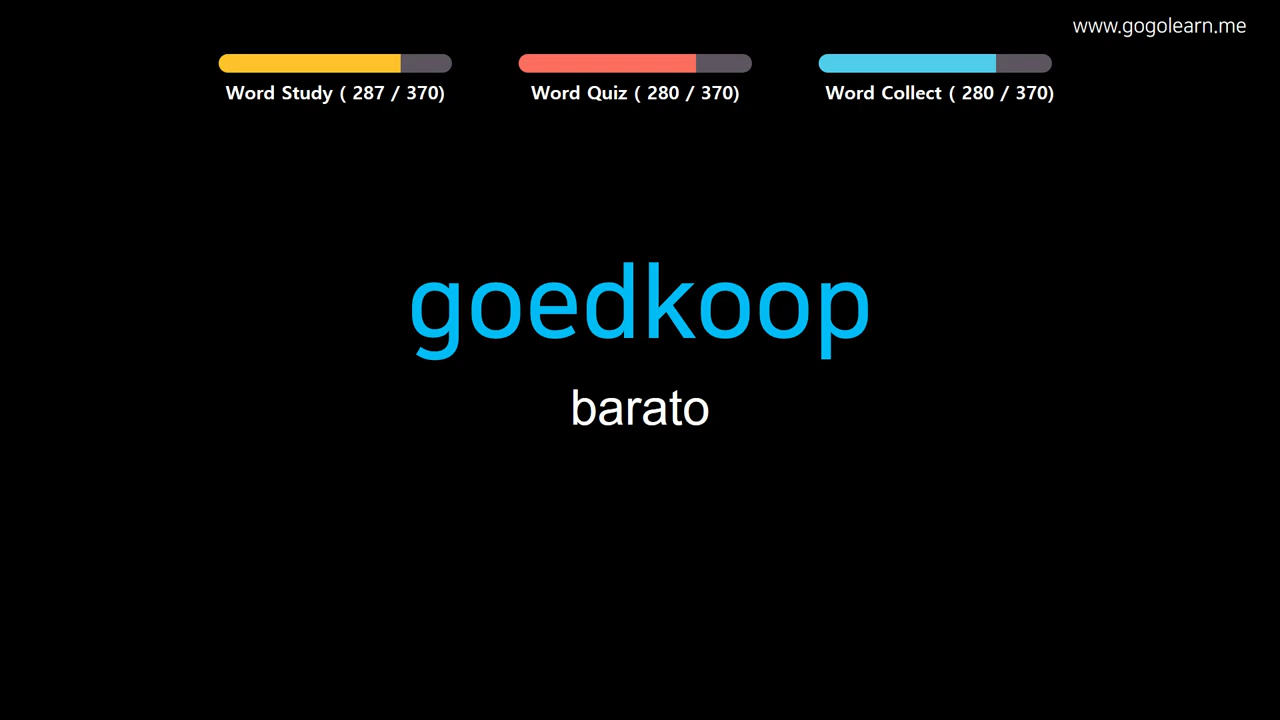 www.gogolearn.me
Word Study ( 287 / 370)
Word Quiz ( 280 / 370)
Word Collect ( 280 / 370)
goedkoop
barato